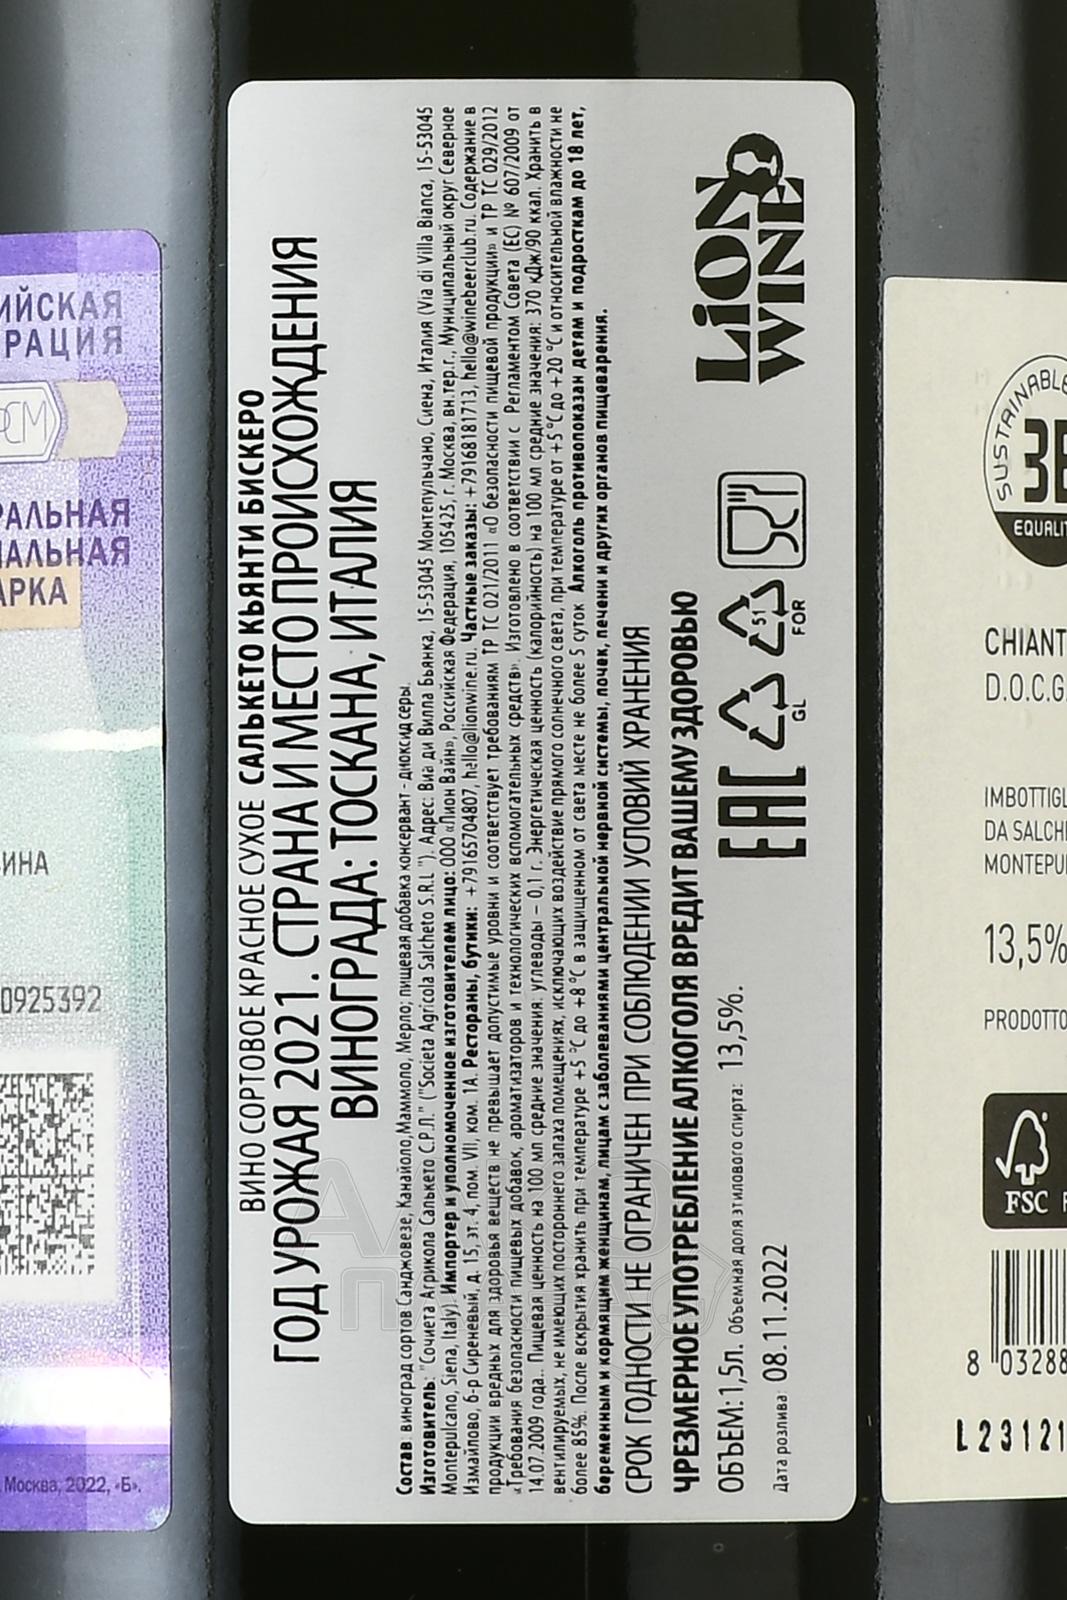 ИЙСКАЯ
РАЦИЯ
РСМ
РАЛЬНАЯ
ИАЛЬНАЯ
АРКА
ВИНА
0925392
Москва, 2022, «Б».
ВИНО СОРТОВОЕ КРАСНОЕ СУХОЕ САЛЬКЕТО КЬЯНТИ БИСКЕРО
ГОД УРОЖАЯ 2021. СТРАНА И МЕСТО ПРОИСХОЖДЕНИЯ
ВИНОГРАДА: ТОСКАНА, ИТАЛИЯ
Состав: виноград сортов Санджовезе, Канайоло, Маммоло, Мерло; пищевая добавка консервант - диоксид серы.
Изготовитель: "Сочиета Агрикола Салькето С.Р.Л." ("Societa Agricola Salcheto S.R.L."). Адрес: Виа ди Вилла Бьянка, 15-53045 Монтепульчано, Сиена, Италия (Via di Villa Bianca, 15-53045
Montepulcano, Siena, Italy). Импортер и уполномоченное изготовителем лицо: ООО «Лион Вайн», Российская Федерация, 105425, г. Москва, вн.тер.г., Муниципальный округ Северное
Измайлово, б-р Сиреневый, д. 15, эт. 4, пом. VII, ком. 1А. Рестораны, бутики: +79165704807, hallo@lionwine.ru. Частные заказы: +79168181713, hello@winebeerclub.ru. Содержание в
продукции вредных для здоровья веществ не превышает допустимые уровни и соответствует требованиям ТР ТС 021/2011 «О безопасности пищевой продукции» и ТР ТС 029/2012
«Требования безопасности пищевых добавок, ароматизаторов и технологических вспомогательных средств». Изготовлено в соответствии с Регламентом Совета (ЕС) № 607/2009 от
14.07.2009 года.. Пищевая ценность на 100 мл средние значения: углеводы – 0,1 г. Энергетическая ценность (калорийность) на 100 мл средние значения: 370 кДж/90 ккал. Хранить в
вентилируемых, не имеющих постороннего запаха помещениях, исключающих воздействие прямого солнечного света, при температуре от +5 °С до +20 °С и относительной влажности не
более 85%. После вскрытия хранить при температуре +5 °С до +8 °С в защищенном от света месте не более 5 суток Алкоголь противопоказан детям и подросткам до 18 лет,
беременным и кормящим женщинам, лицам с заболеваниями центральной нервной системы, почек, печени и других органов пищеварения.
СРОК ГОДНОСТИ НЕ ОГРАНИЧЕН ПРИ СОБЛЮДЕНИИ УСЛОВИЙ ХРАНЕНИЯ
ЧРЕЗМЕРНОЕ УПОТРЕБЛЕНИЕ АЛКОГОЛЯ ВРЕДИТ ВАШЕМУ ЗДОРОВЬЮ
ОБЪЕМ: 1,5л. Объемная доля этилового спирта: 13,5%.
Дата розлива: 08.11.2022
EAC
GL
51
FOR
LiON
WINE
SUSTAINABLE
3E
EQUALIT
CHIANT
D.O.C.G.
IMBOTTIGL
DA SALCHE
MONTEPUL
13,5%
PRODOTTO
FSC
8 03288
L23121